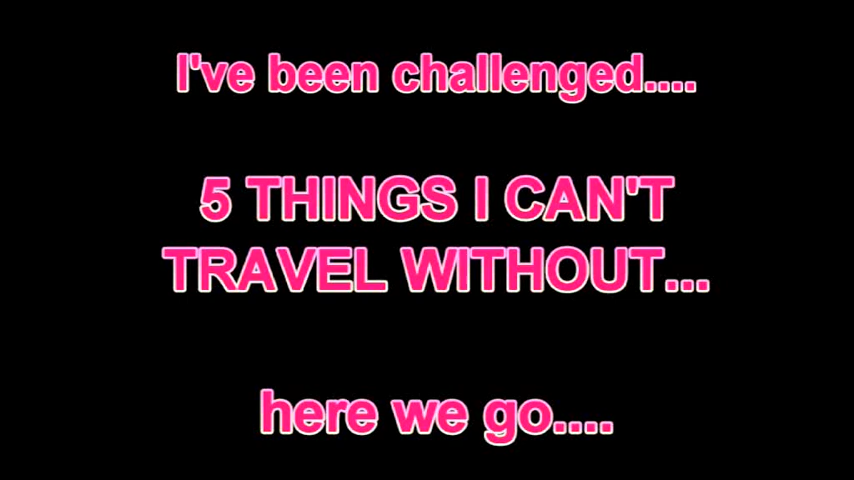 I've been challenged....
5 THINGS I CAN'T
TRAVEL WITHOUT...
here we go....